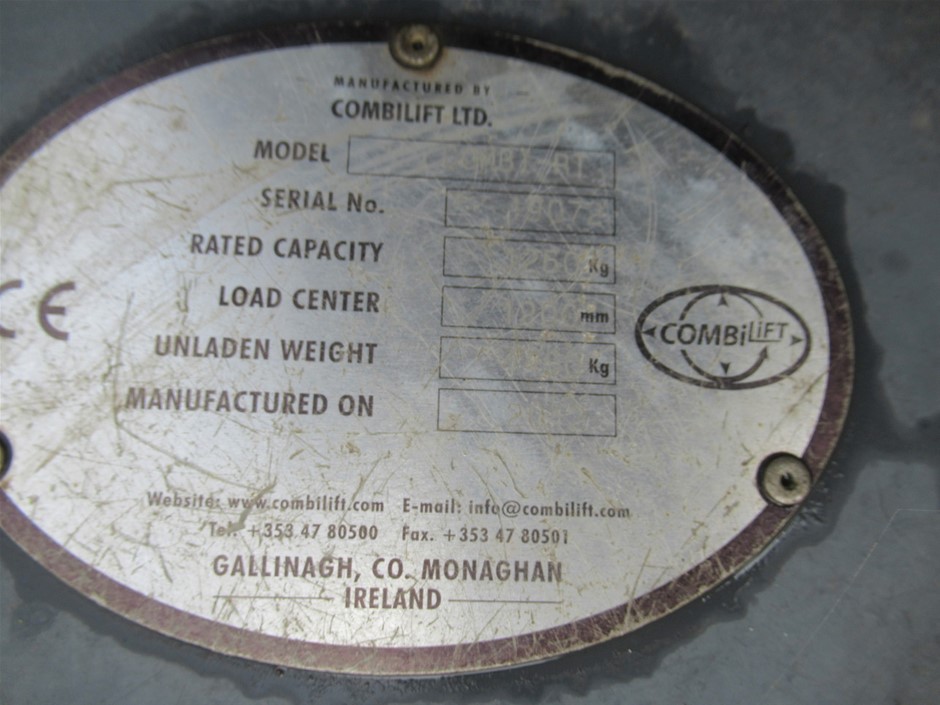 MANUFACTURED BY
COMBILIFT LTD.
MODEL
SERIAL No.
RATED CAPACITY Kg
LOAD CENTER mm
UNLADEN WEIGHT Kg
MANUFACTURED ON
CE
COMBiLIFT
Website: www.combilift.com E-mail: info@combilift.com
Tel. +353 47 80500 Fax. +353 47 80501
GALLINAGH, CO. MONAGHAN
IRELAND